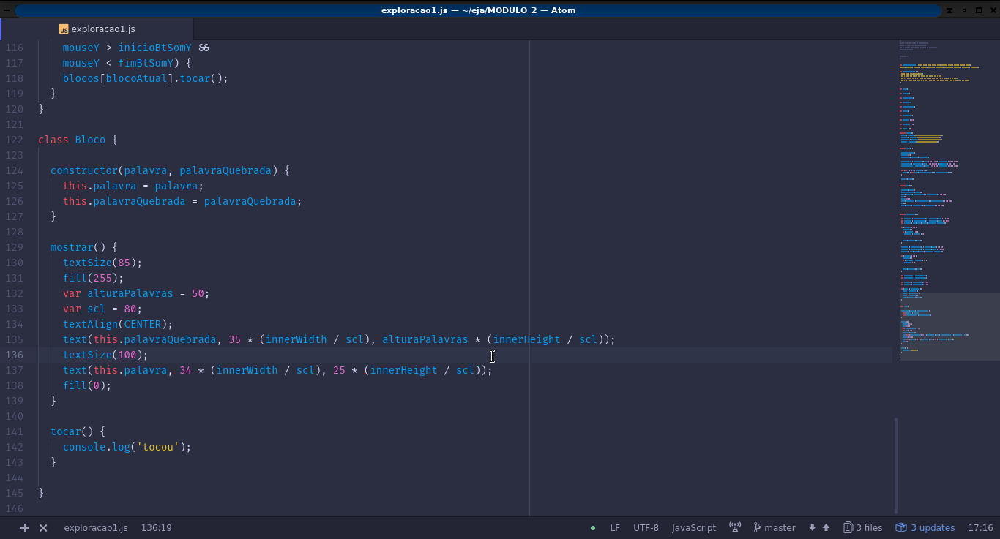 exploracao1.js — ~/eja/MODULO_2 — Atom
JS exploracao1.js
116     mouseY > inicioBtSomY &&
117     mouseY < fimBtSomY) {
118     blocos[blocoAtual].tocar();
119   }
120 }
121
122 class Bloco {
123
124   constructor(palavra, palavraQuebrada) {
125     this.palavra = palavra;
126     this.palavraQuebrada = palavraQuebrada;
127   }
128
129   mostrar() {
130     textSize(85);
131     fill(255);
132     var alturaPalavras = 50;
133     var scl = 80;
134     textAlign(CENTER);
135     text(this.palavraQuebrada, 35 * (innerWidth / scl), alturaPalavras * (innerHeight / scl));
136     textSize(100);
137     text(this.palavra, 34 * (innerWidth / scl), 25 * (innerHeight / scl));
138     fill(0);
139   }
140
141   tocar() {
142     console.log('tocou');
143   }
144
145 }
146
exploracao1.js 136:19 LF UTF-8 JavaScript master 3 files 3 updates 17:16